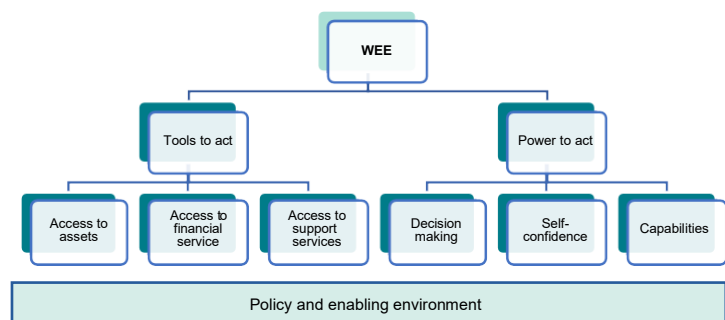 WEE
Tools to act
Power to act
Access to
assets
Access to
financial
service
Access to
support
services
Decision
making
Self-
confidence
Capabilities
Policy and enabling environment